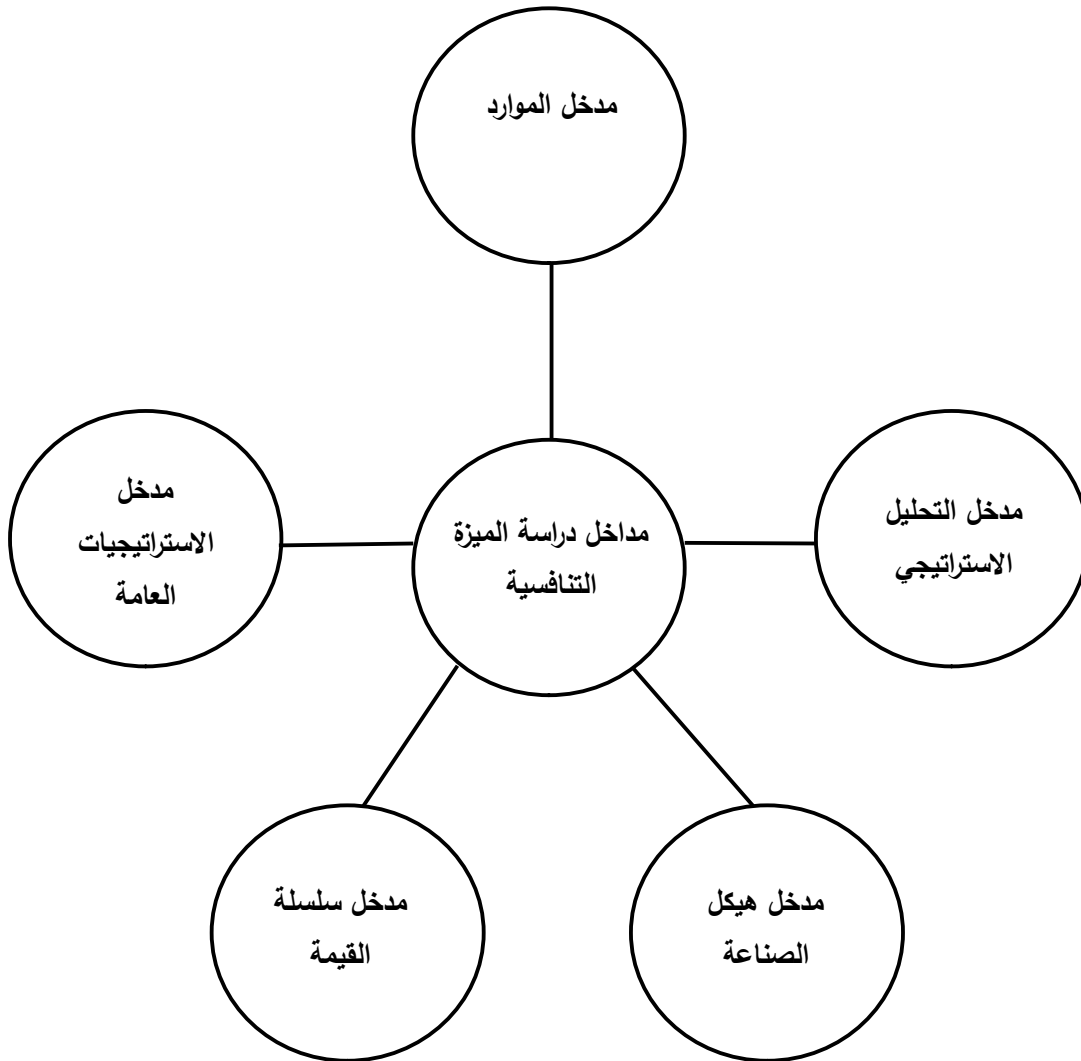 مدخل الموارد
مدخل التحليل
الاستراتيجي
مداخل دراسة الميزة
التنافسية
مدخل
الاستراتيجيات
العامة
مدخل هيكل
الصناعة
مدخل سلسلة
القيمة